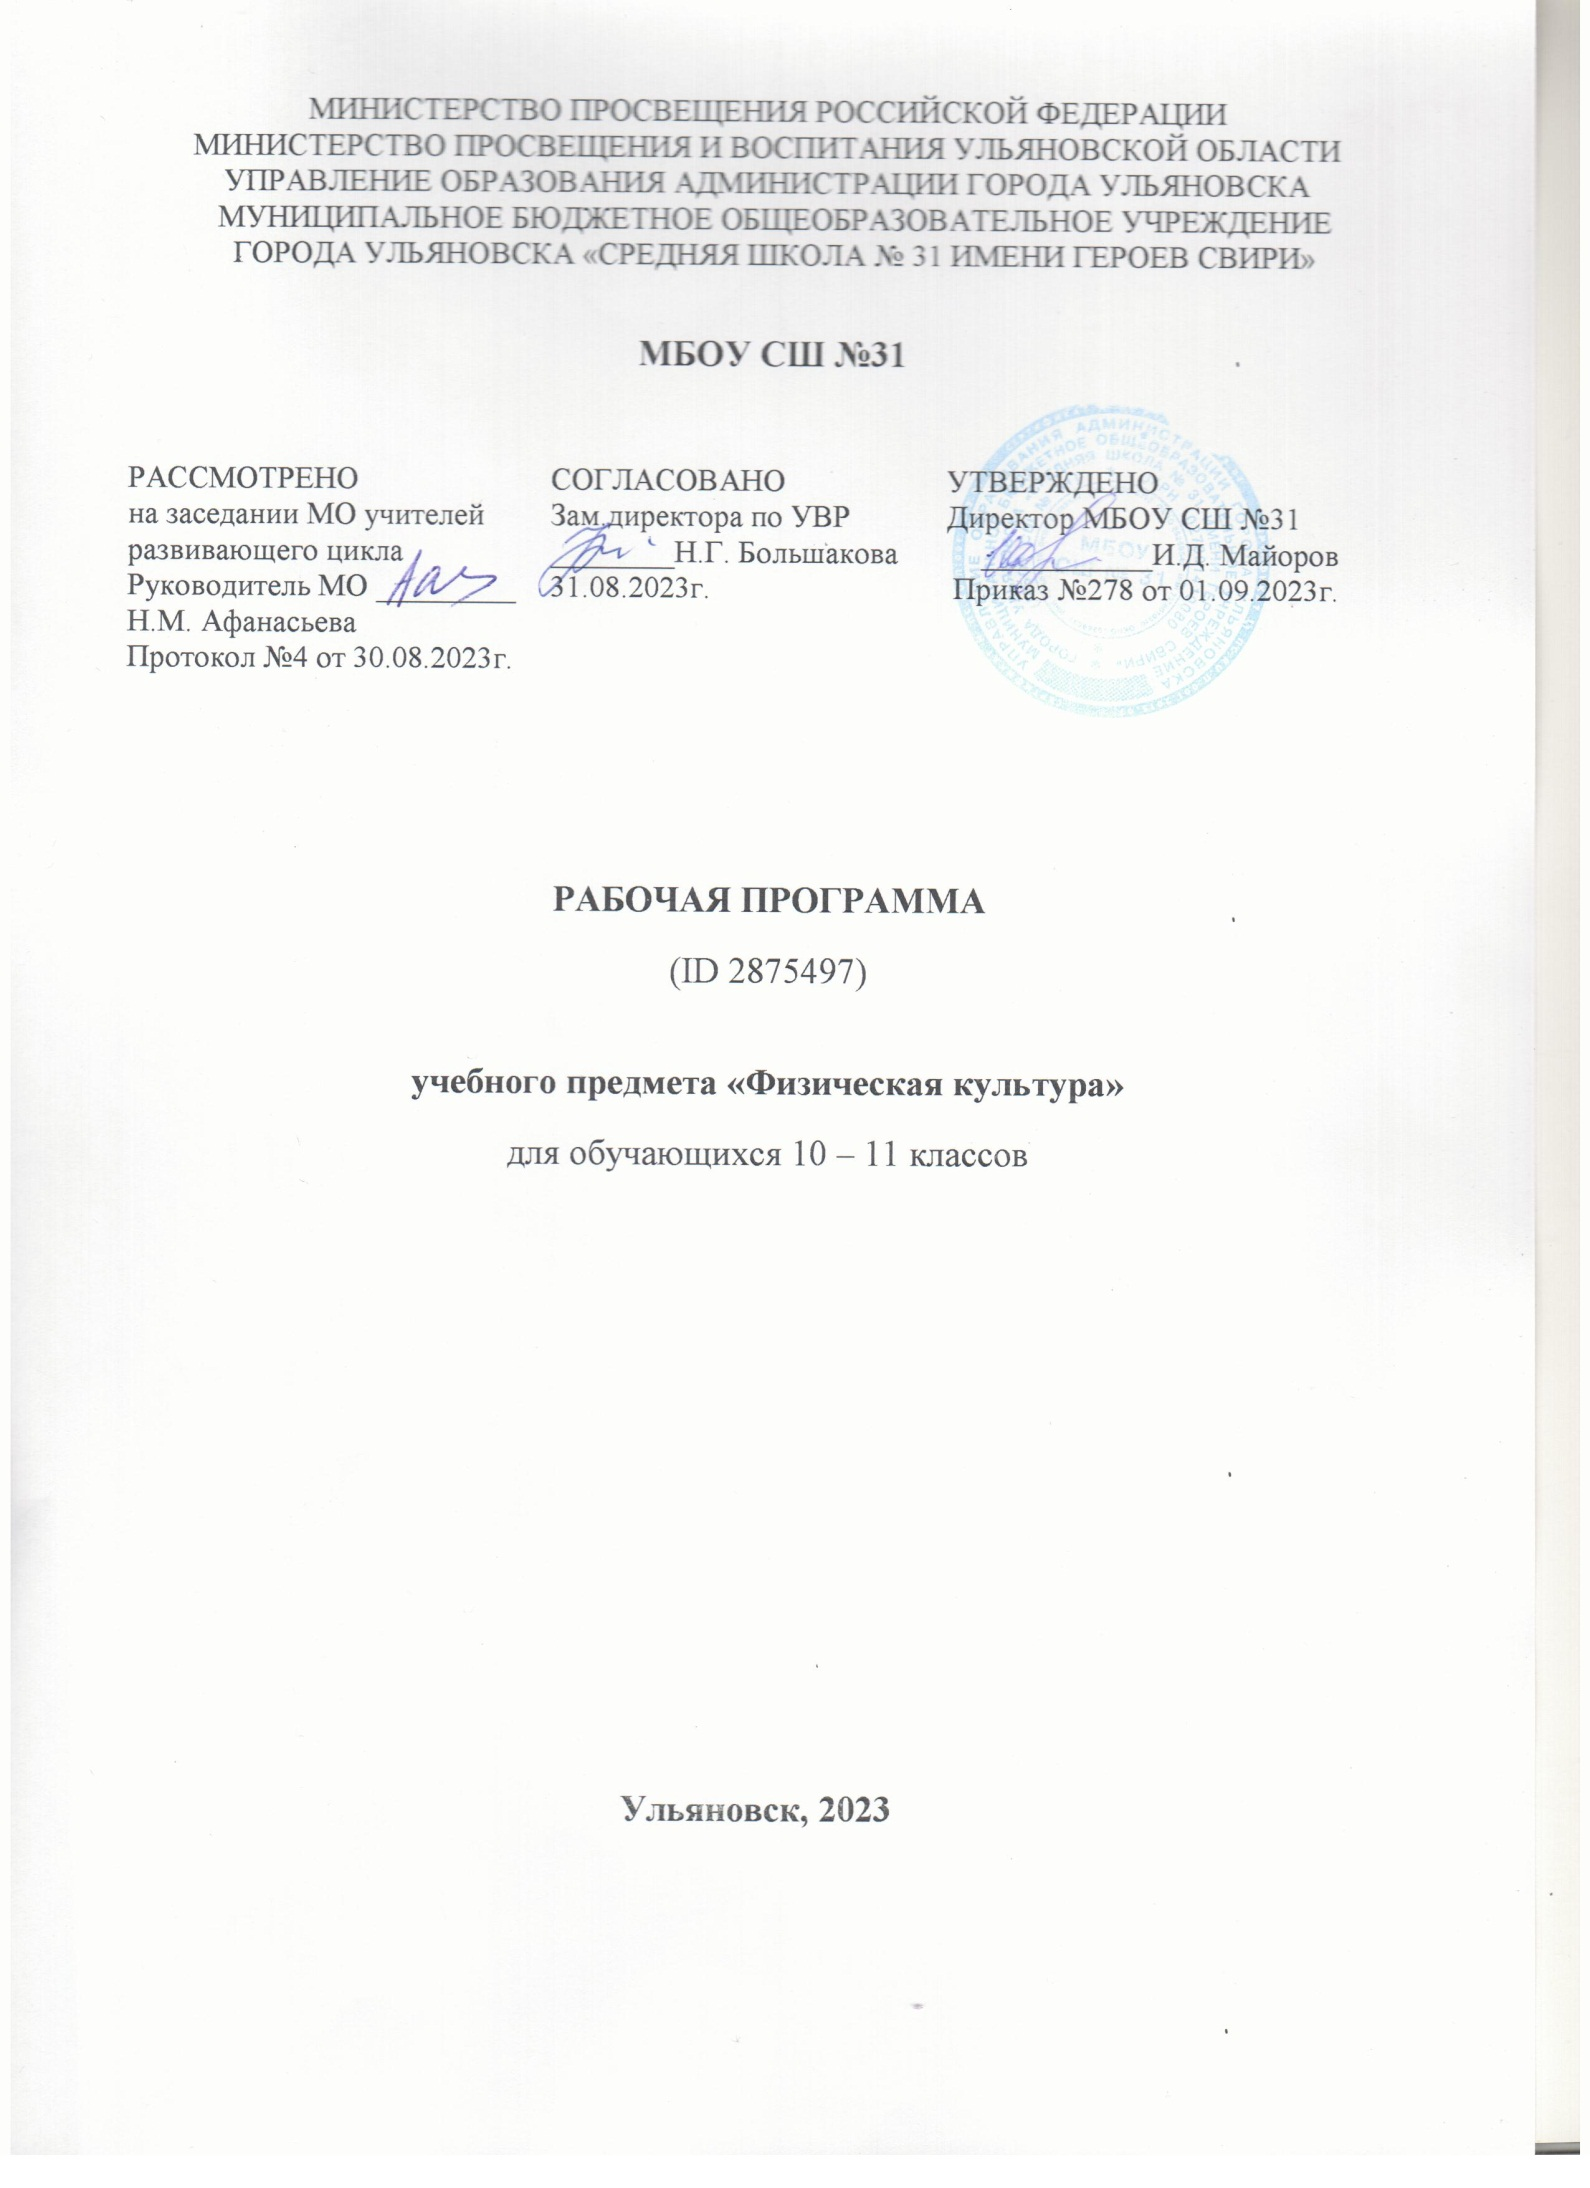 МИНИСТЕРСТВО ПРОСВЕЩЕНИЯ РОССИЙСКОЙ ФЕДЕРАЦИИ
МИНИСТЕРСТВО ПРОСВЕЩЕНИЯ И ВОСПИТАНИЯ УЛЬЯНОВСКОЙ ОБЛАСТИ
УПРАВЛЕНИЕ ОБРАЗОВАНИЯ АДМИНИСТРАЦИИ ГОРОДА УЛЬЯНОВСКА
МУНИЦИПАЛЬНОЕ БЮДЖЕТНОЕ ОБЩЕОБРАЗОВАТЕЛЬНОЕ УЧРЕЖДЕНИЕ
ГОРОДА УЛЬЯНОВСКА «СРЕДНЯЯ ШКОЛА № 31 ИМЕНИ ГЕРОЕВ СВИРИ»
МБОУ СШ №31
РАССМОТРЕНО
на заседании МО учителей
развивающего цикла
Руководитель МО __________
Н.М. Афанасьева
Протокол №4 от 30.08.2023г.
СОГЛАСОВАНО
Зам.директора по УВР
_________Н.Г. Большакова
31.08.2023г.
УТВЕРЖДЕНО
Директор МБОУ СШ №31
____________И.Д. Майоров
Приказ №278 от 01.09.2023г.
РАБОЧАЯ ПРОГРАММА
(ID 2875497)
учебного предмета «Физическая культура»
для обучающихся 10 – 11 классов
Ульяновск, 2023